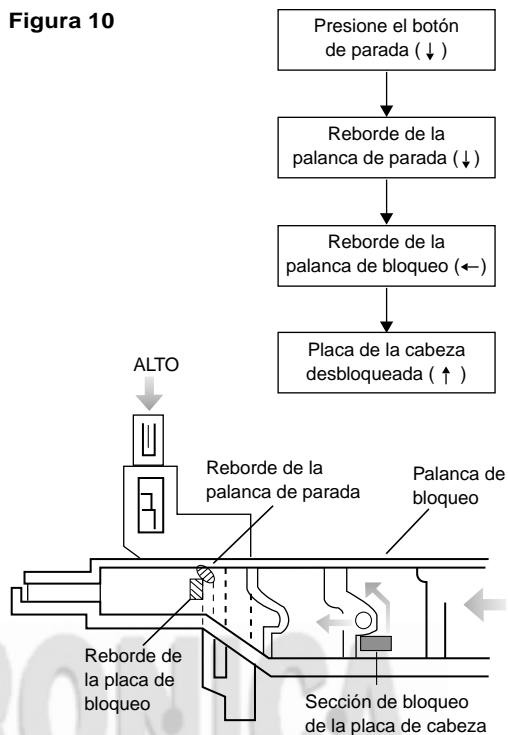 Figura 10
Presione el botón
de parada ( ↓ )
Reborde de la
palanca de parada (↓)
Reborde de la
palanca de bloqueo (←)
Placa de la cabeza
desbloqueada ( ↑ )
ALTO
Reborde de la
palanca de parada
Palanca de
bloqueo
Reborde de
la placa de
bloqueo
Sección de bloqueo
de la placa de cabeza
RONICA